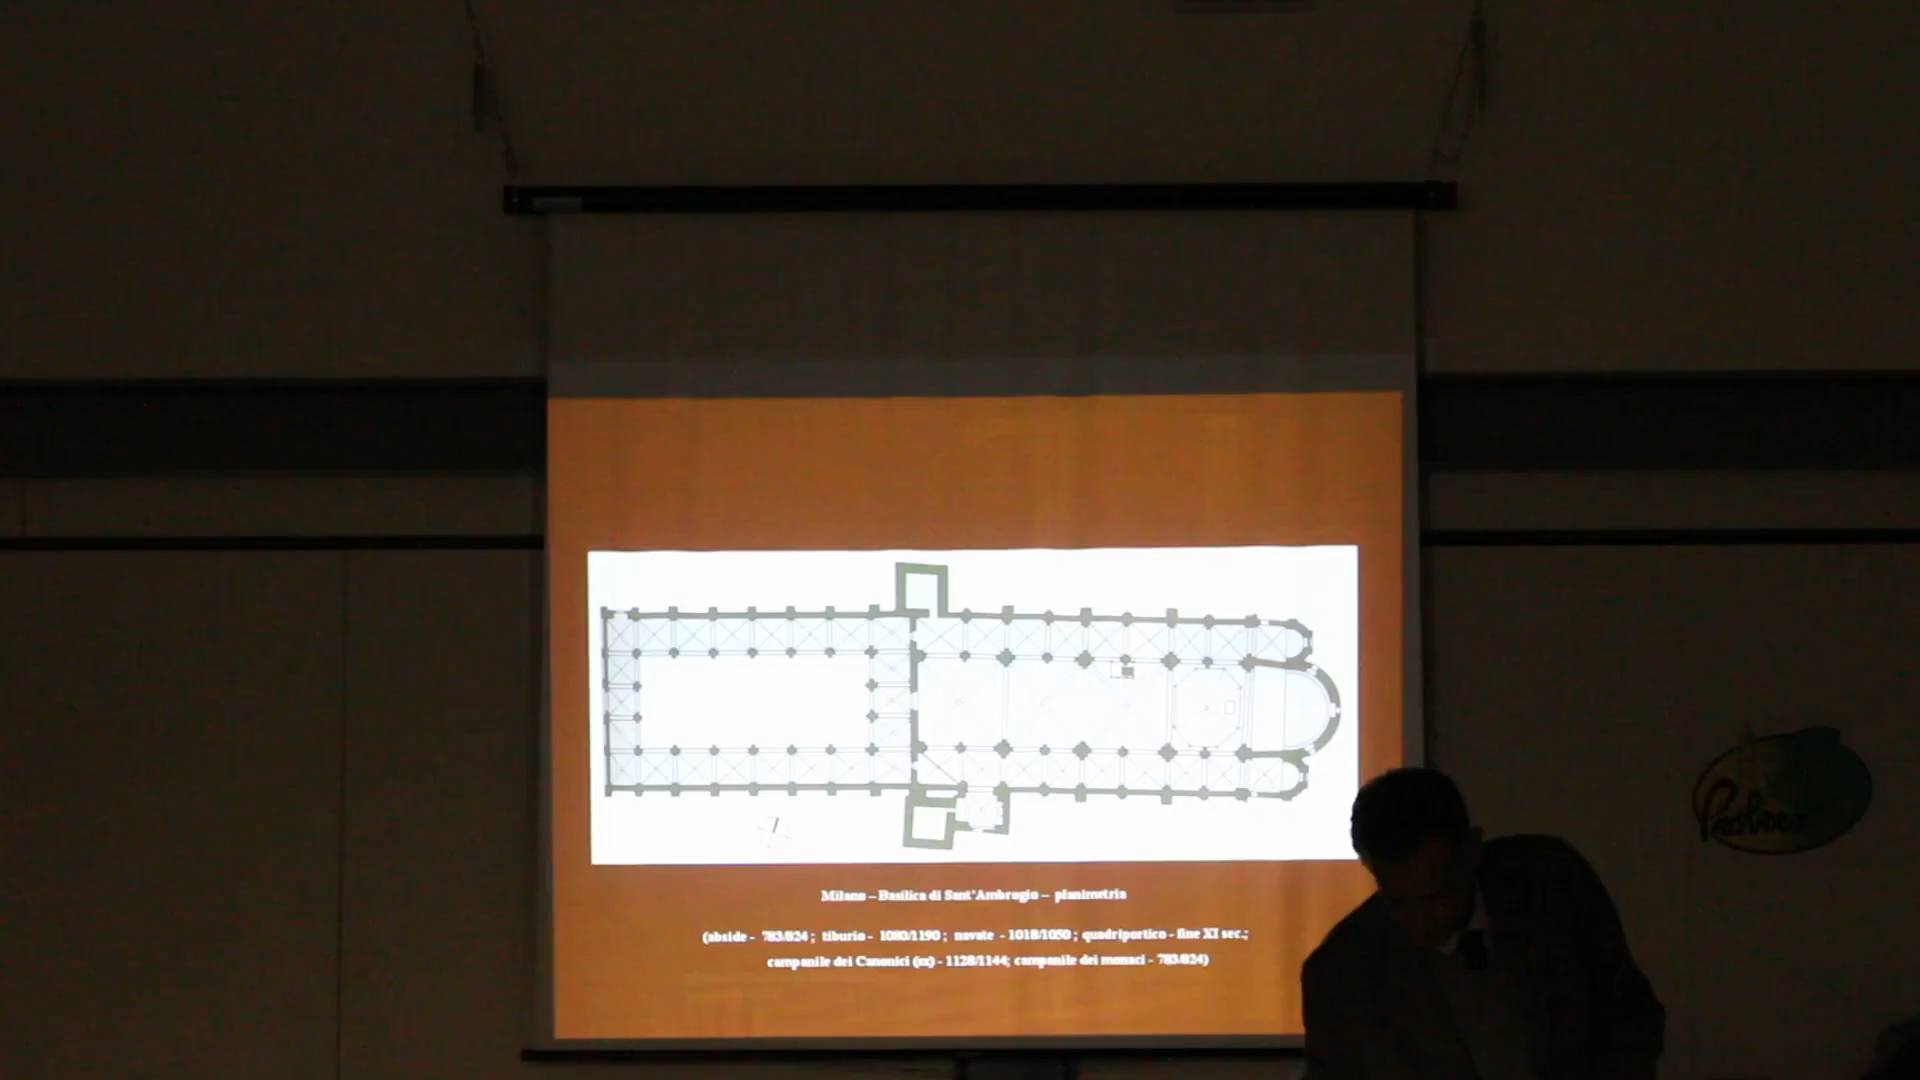 Milano – Basilica di Sant'Ambrogio – planimetria
(abside - 783/824 ; tiburio - 1080/1190 ; navate - 1018/1050 ; quadriportico - fine XI sec.;
campanile dei Canonici (sx) - 1128/1144; campanile dei monaci - 783/824)